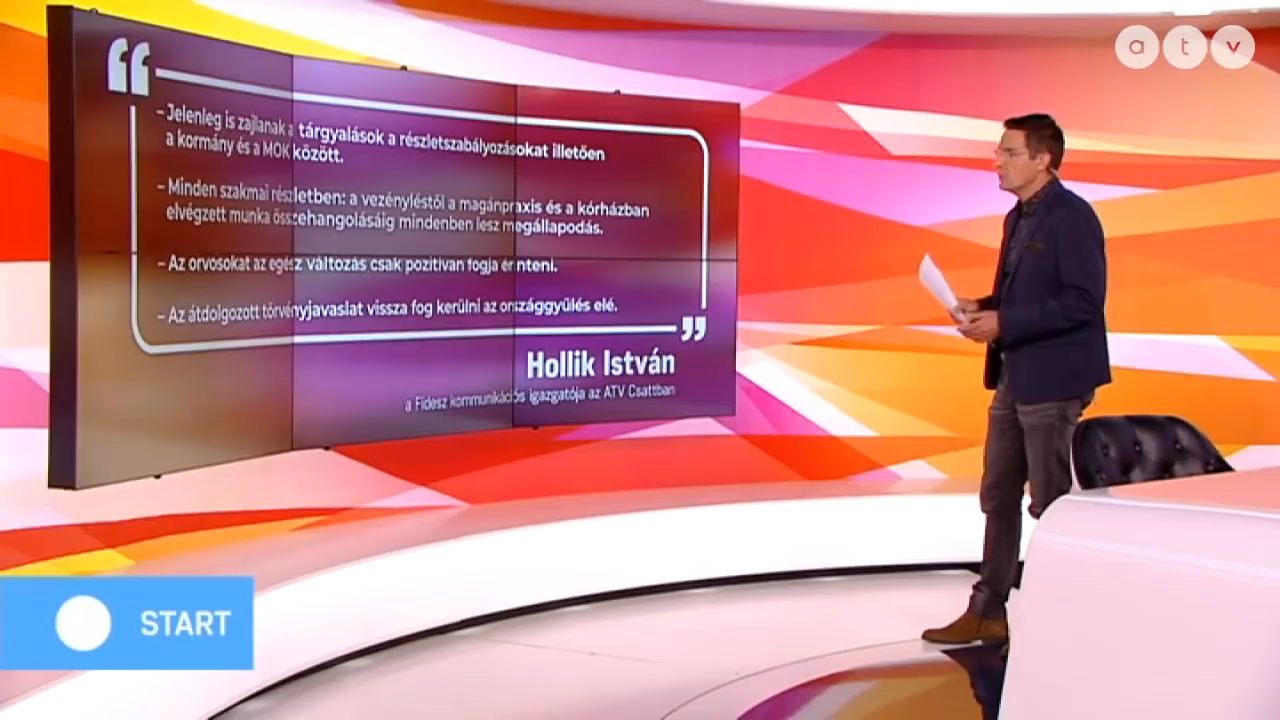 a t v
“
– Jelenleg is zajlanak a tárgyalások a részletszabályozásokat illetően
a kormány és a MOK között.
– Minden szakmai részletben: a vezényléstől a magánpraxis és a kórházban
elvégzett munka összehangolásáig mindenben lesz megállapodás.
– Az orvosokat az egész változás csak pozitívan fogja érinteni.
– Az átdolgozott törvényjavaslat vissza fog kerülni az országgyűlés elé.
”
Hollik István
a Fidesz kommunikációs igazgatója az ATV Csattban
START